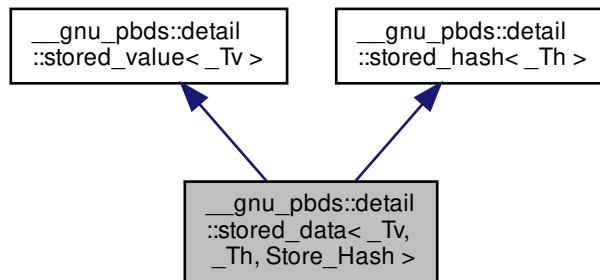 __gnu_pbds::detail
::stored_value< _Tv >
__gnu_pbds::detail
::stored_hash< _Th >
__gnu_pbds::detail
::stored_data< _Tv,
_Th, Store_Hash >